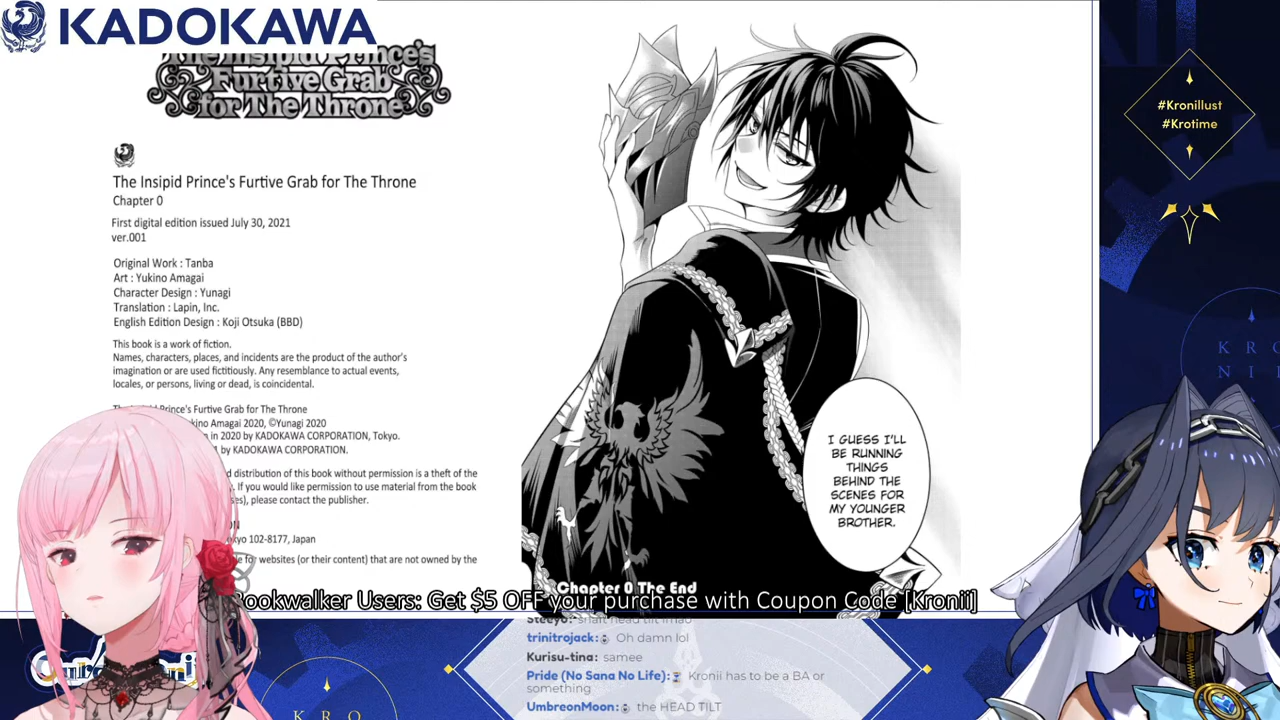 KADOKAWA
The Insipid Prince's
Furtive Grab
for The Throne
The Insipid Prince's Furtive Grab for The Throne
Chapter 0
First digital edition issued July 30, 2021
ver.001
Original Work : Tanba
Art : Yukino Amagai
Character Design : Yunagi
Translation : Lapin, Inc.
English Edition Design : Koji Otsuka (BBD)
This book is a work of fiction.
Names, characters, places, and incidents are the product of the author's
imagination or are used fictitiously. Any resemblance to actual events,
locales, or persons, living or dead, is coincidental.
Prince's Furtive Grab for The Throne
Amagai 2020, ©Yunagi 2020
in 2020 by KADOKAWA CORPORATION, Tokyo.
by KADOKAWA CORPORATION.
distribution of this book without permission is a theft of the
If you would like permission to use material from the book
please contact the publisher.
102-8177, Japan
for websites (or their content) that are not owned by the
I GUESS I'LL
BE RUNNING
THINGS
BEHIND THE
SCENES FOR
MY YOUNGER
BROTHER.
Chapter 0 The End
Bookwalker Users: Get $5 OFF your purchase with Coupon Code [Kronii]
#Kronillust
#Krotime
KRO
NII
Steeyo: shaft head tilt lmao
trinitrojack: Oh damn lol
Kurisu-tina: samee
Pride (No Sana No Life): Kronii has to be a BA or
something
UmbreonMoon: the HEAD TILT
KRO